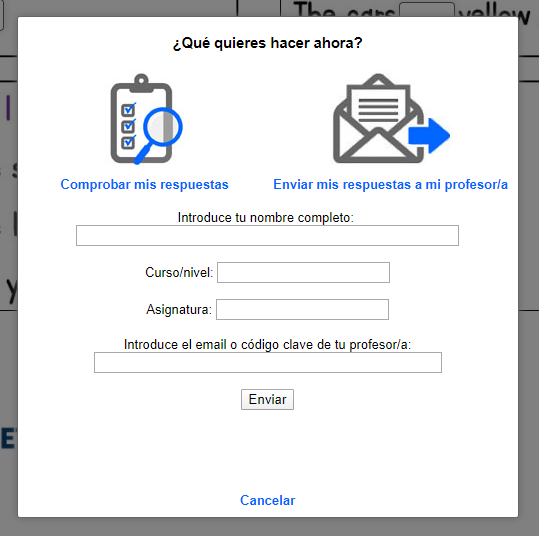 The cars yellow
¿Qué quieres hacer ahora?
Comprobar mis respuestas
Enviar mis respuestas a mi profesor/a
Introduce tu nombre completo:
Curso/nivel:
Asignatura:
Introduce el email o código clave de tu profesor/a:
Enviar
Cancelar